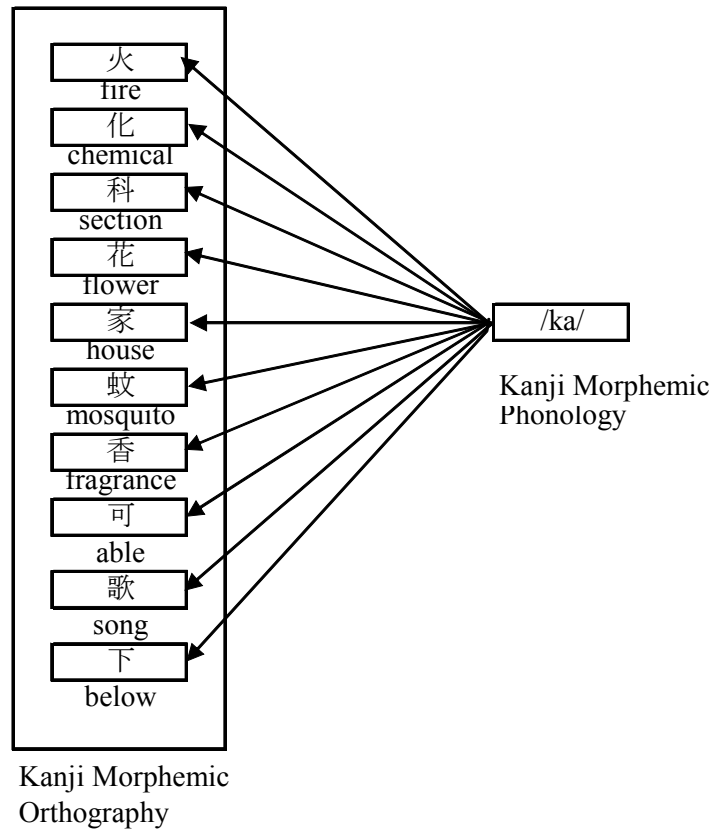 火
fire
化
chemical
科
section
花
flower
家
house
蚊
mosquito
香
fragrance
可
able
歌
song
下
below
Kanji Morphemic
Orthography
/ka/
Kanji Morphemic
Phonology